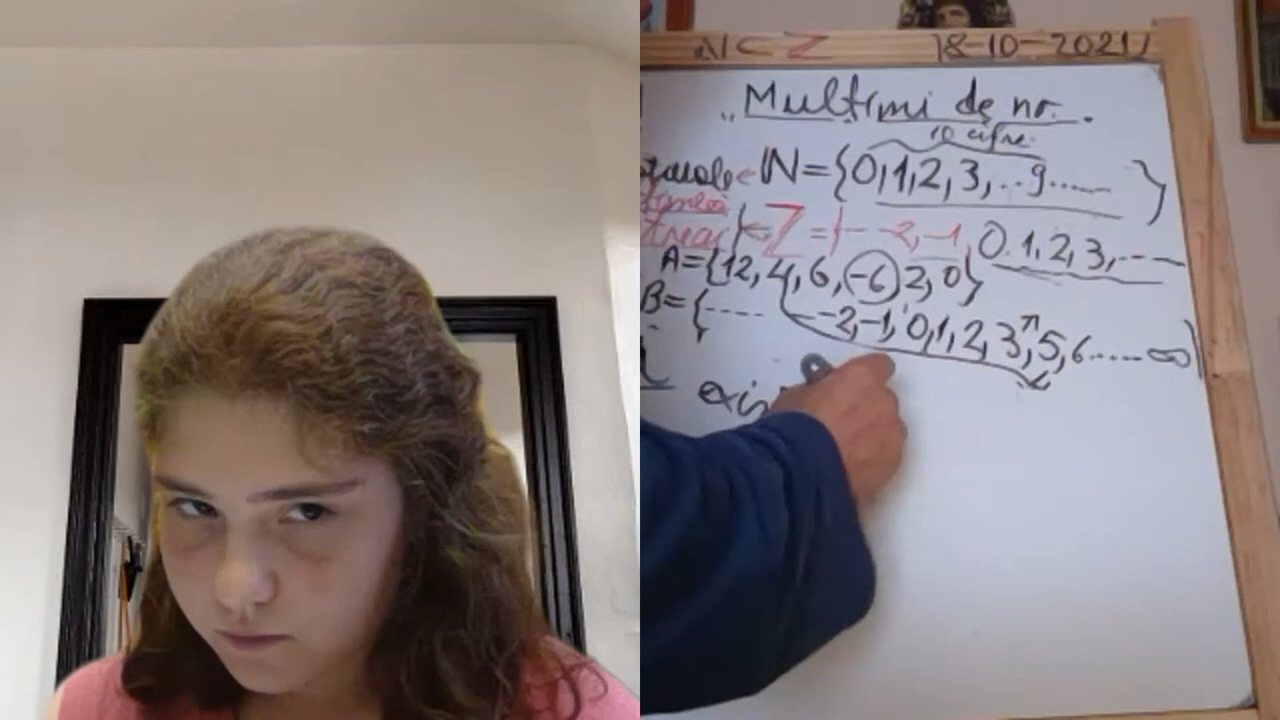 N < Z 18-10-2021
„Mulțimi de nr.
10 cifre
N={0,1,2,3,...9......}
Z={-- -2,-1, 0.1,2,3,----
A={12,4,6,(-6)2,0}
B={---- --2,-1,0,1,2,3,5,6.....∞}